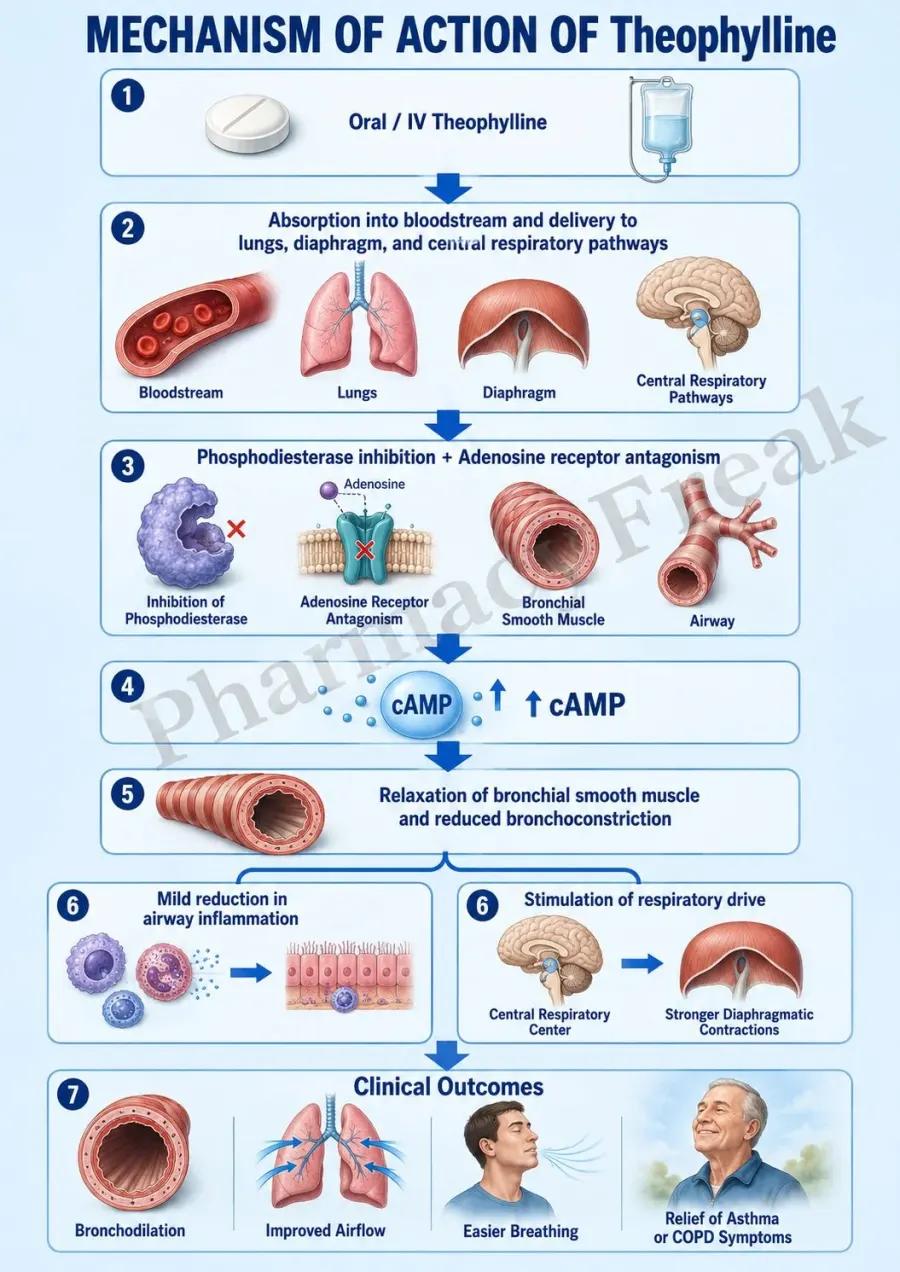 MECHANISM OF ACTION OF Theophylline
1
Oral / IV Theophylline
2
Absorption into bloodstream and delivery to
lungs, diaphragm, and central respiratory pathways
Bloodstream
Lungs
Diaphragm
Central Respiratory
Pathways
3
Phosphodiesterase inhibition + Adenosine receptor antagonism
Adenosine
Inhibition of
Phosphodiesterase
Adenosine Receptor
Antagonism
Bronchial
Smooth Muscle
Airway
4
cAMP
↑ cAMP
5
Relaxation of bronchial smooth muscle
and reduced bronchoconstriction
6
Mild reduction in
airway inflammation
6
Stimulation of respiratory drive
Central Respiratory
Center
Stronger Diaphragmatic
Contractions
7
Clinical Outcomes
Bronchodilation
Improved Airflow
Easier Breathing
Relief of Asthma
or COPD Symptoms
Pharmacy Freak